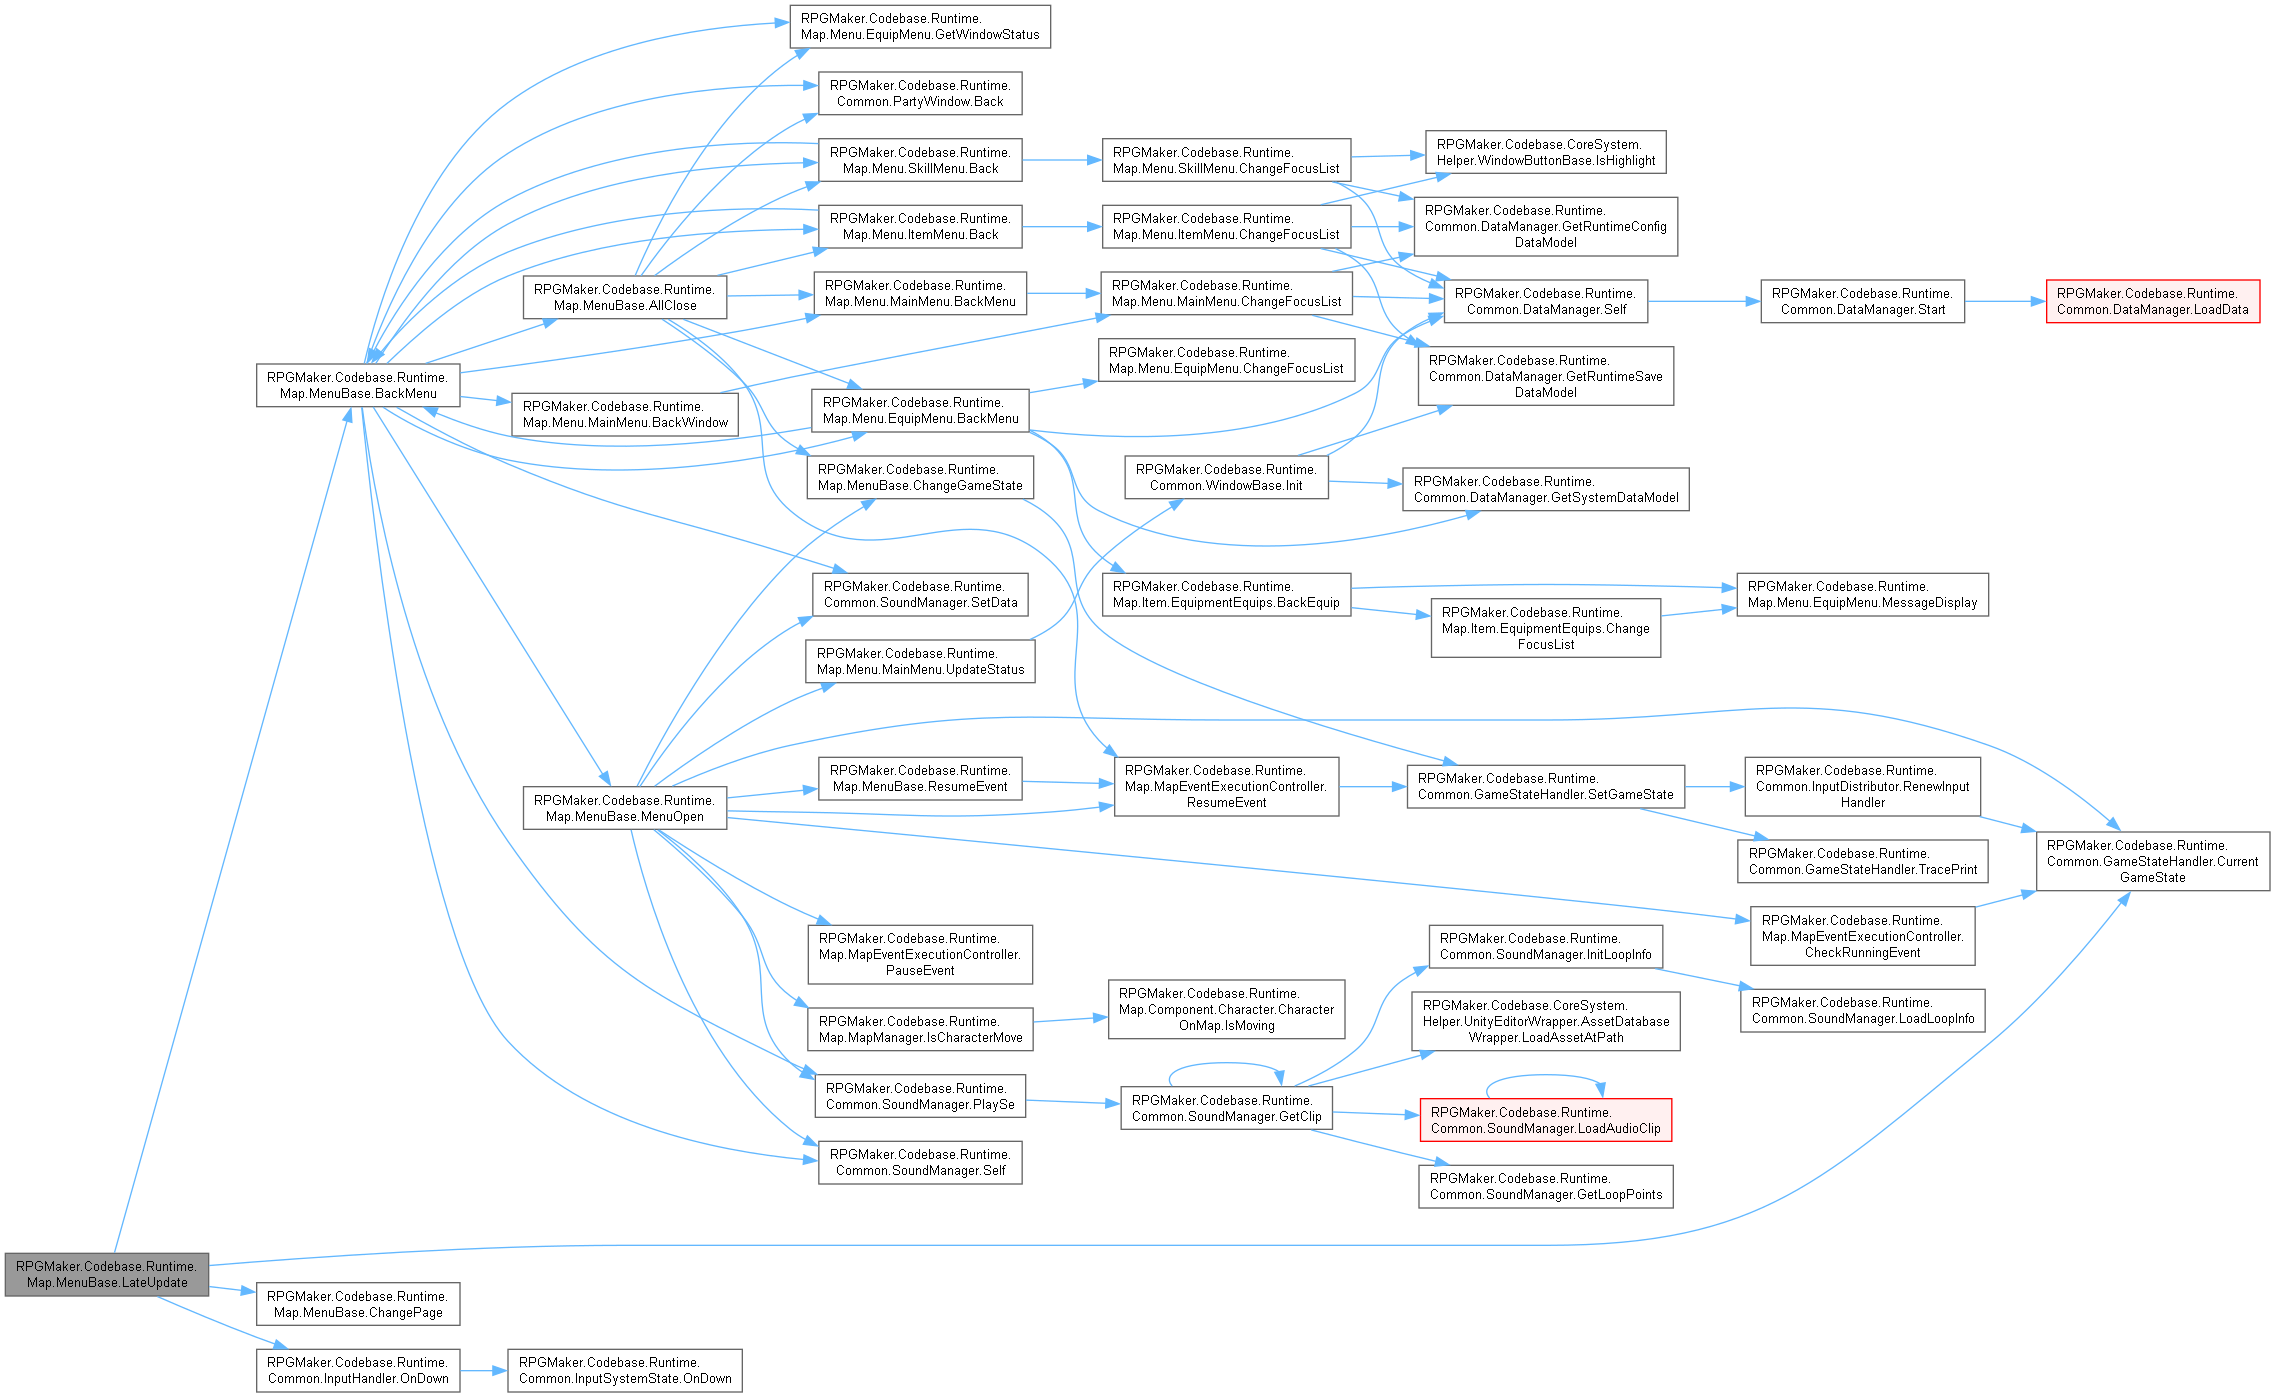 RPGMaker.Codebase.Runtime.
Map.MenuBase.LateUpdate
RPGMaker.Codebase.Runtime.
Map.MenuBase.BackMenu
RPGMaker.Codebase.Runtime.
Map.MenuBase.ChangePage
RPGMaker.Codebase.Runtime.
Common.InputHandler.OnDown
RPGMaker.Codebase.Runtime.
Map.MenuBase.AllClose
RPGMaker.Codebase.Runtime.
Map.Menu.MainMenu.BackWindow
RPGMaker.Codebase.Runtime.
Map.MenuBase.MenuOpen
RPGMaker.Codebase.Runtime.
Common.InputSystemState.OnDown
RPGMaker.Codebase.Runtime.
Map.Menu.EquipMenu.GetWindowStatus
RPGMaker.Codebase.Runtime.
Common.PartyWindow.Back
RPGMaker.Codebase.Runtime.
Map.Menu.SkillMenu.Back
RPGMaker.Codebase.Runtime.
Map.Menu.ItemMenu.Back
RPGMaker.Codebase.Runtime.
Map.Menu.MainMenu.BackMenu
RPGMaker.Codebase.Runtime.
Map.Menu.EquipMenu.BackMenu
RPGMaker.Codebase.Runtime.
Map.MenuBase.ChangeGameState
RPGMaker.Codebase.Runtime.
Common.SoundManager.SetData
RPGMaker.Codebase.Runtime.
Map.Menu.MainMenu.UpdateStatus
RPGMaker.Codebase.Runtime.
Map.MenuBase.ResumeEvent
RPGMaker.Codebase.Runtime.
Map.MapEventExecutionController.
PauseEvent
RPGMaker.Codebase.Runtime.
Map.MapManager.IsCharacterMove
RPGMaker.Codebase.Runtime.
Common.SoundManager.PlaySe
RPGMaker.Codebase.Runtime.
Common.SoundManager.Self
RPGMaker.Codebase.Runtime.
Map.Menu.SkillMenu.ChangeFocusList
RPGMaker.Codebase.Runtime.
Map.Menu.ItemMenu.ChangeFocusList
RPGMaker.Codebase.Runtime.
Map.Menu.MainMenu.ChangeFocusList
RPGMaker.Codebase.Runtime.
Map.Menu.EquipMenu.ChangeFocusList
RPGMaker.Codebase.Runtime.
Common.WindowBase.Init
RPGMaker.Codebase.Runtime.
Map.Item.EquipmentEquips.BackEquip
RPGMaker.Codebase.Runtime.
Map.MapEventExecutionController.
ResumeEvent
RPGMaker.Codebase.Runtime.
Map.Component.Character.Character
OnMap.IsMoving
RPGMaker.Codebase.Runtime.
Common.SoundManager.GetClip
RPGMaker.Codebase.CoreSystem.
Helper.WindowButtonBase.IsHighlight
RPGMaker.Codebase.Runtime.
Common.DataManager.GetRuntimeConfig
DataModel
RPGMaker.Codebase.Runtime.
Common.DataManager.Self
RPGMaker.Codebase.Runtime.
Common.DataManager.GetRuntimeSave
DataModel
RPGMaker.Codebase.Runtime.
Common.DataManager.GetSystemDataModel
RPGMaker.Codebase.Runtime.
Map.Item.EquipmentEquips.Change
FocusList
RPGMaker.Codebase.Runtime.
Common.GameStateHandler.SetGameState
RPGMaker.Codebase.Runtime.
Common.SoundManager.InitLoopInfo
RPGMaker.Codebase.CoreSystem.
Helper.UnityEditorWrapper.AssetDatabase
Wrapper.LoadAssetAtPath
RPGMaker.Codebase.Runtime.
Common.SoundManager.LoadAudioClip
RPGMaker.Codebase.Runtime.
Common.SoundManager.GetLoopPoints
RPGMaker.Codebase.Runtime.
Common.DataManager.Start
RPGMaker.Codebase.Runtime.
Map.Menu.EquipMenu.MessageDisplay
RPGMaker.Codebase.Runtime.
Common.InputDistributor.RenewInput
Handler
RPGMaker.Codebase.Runtime.
Common.GameStateHandler.TracePrint
RPGMaker.Codebase.Runtime.
Map.MapEventExecutionController.
CheckRunningEvent
RPGMaker.Codebase.Runtime.
Common.SoundManager.LoadLoopInfo
RPGMaker.Codebase.Runtime.
Common.DataManager.LoadData
RPGMaker.Codebase.Runtime.
Common.GameStateHandler.Current
GameState